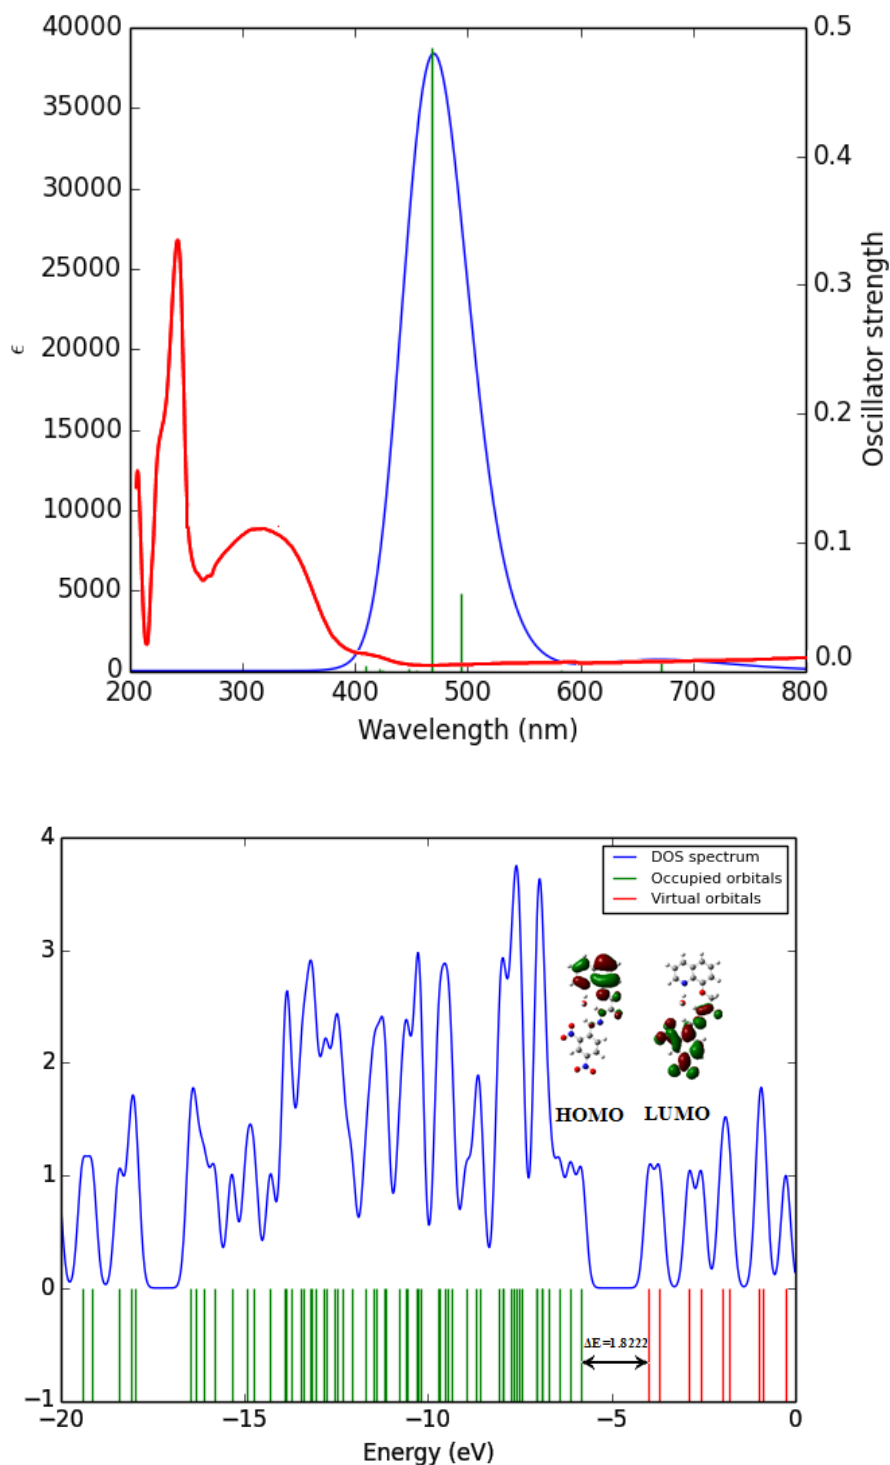 40000
35000
30000
25000
20000
15000
10000
5000
0
ϵ
0.5
0.4
0.3
0.2
0.1
0.0
Oscillator strength
200 300 400 500 600 700 800
Wavelength (nm)
4
3
2
1
0
−1
DOS spectrum
Occupied orbitals
Virtual orbitals
HOMO LUMO
ΔE=1.8222
−20 −15 −10 −5 0
Energy (eV)